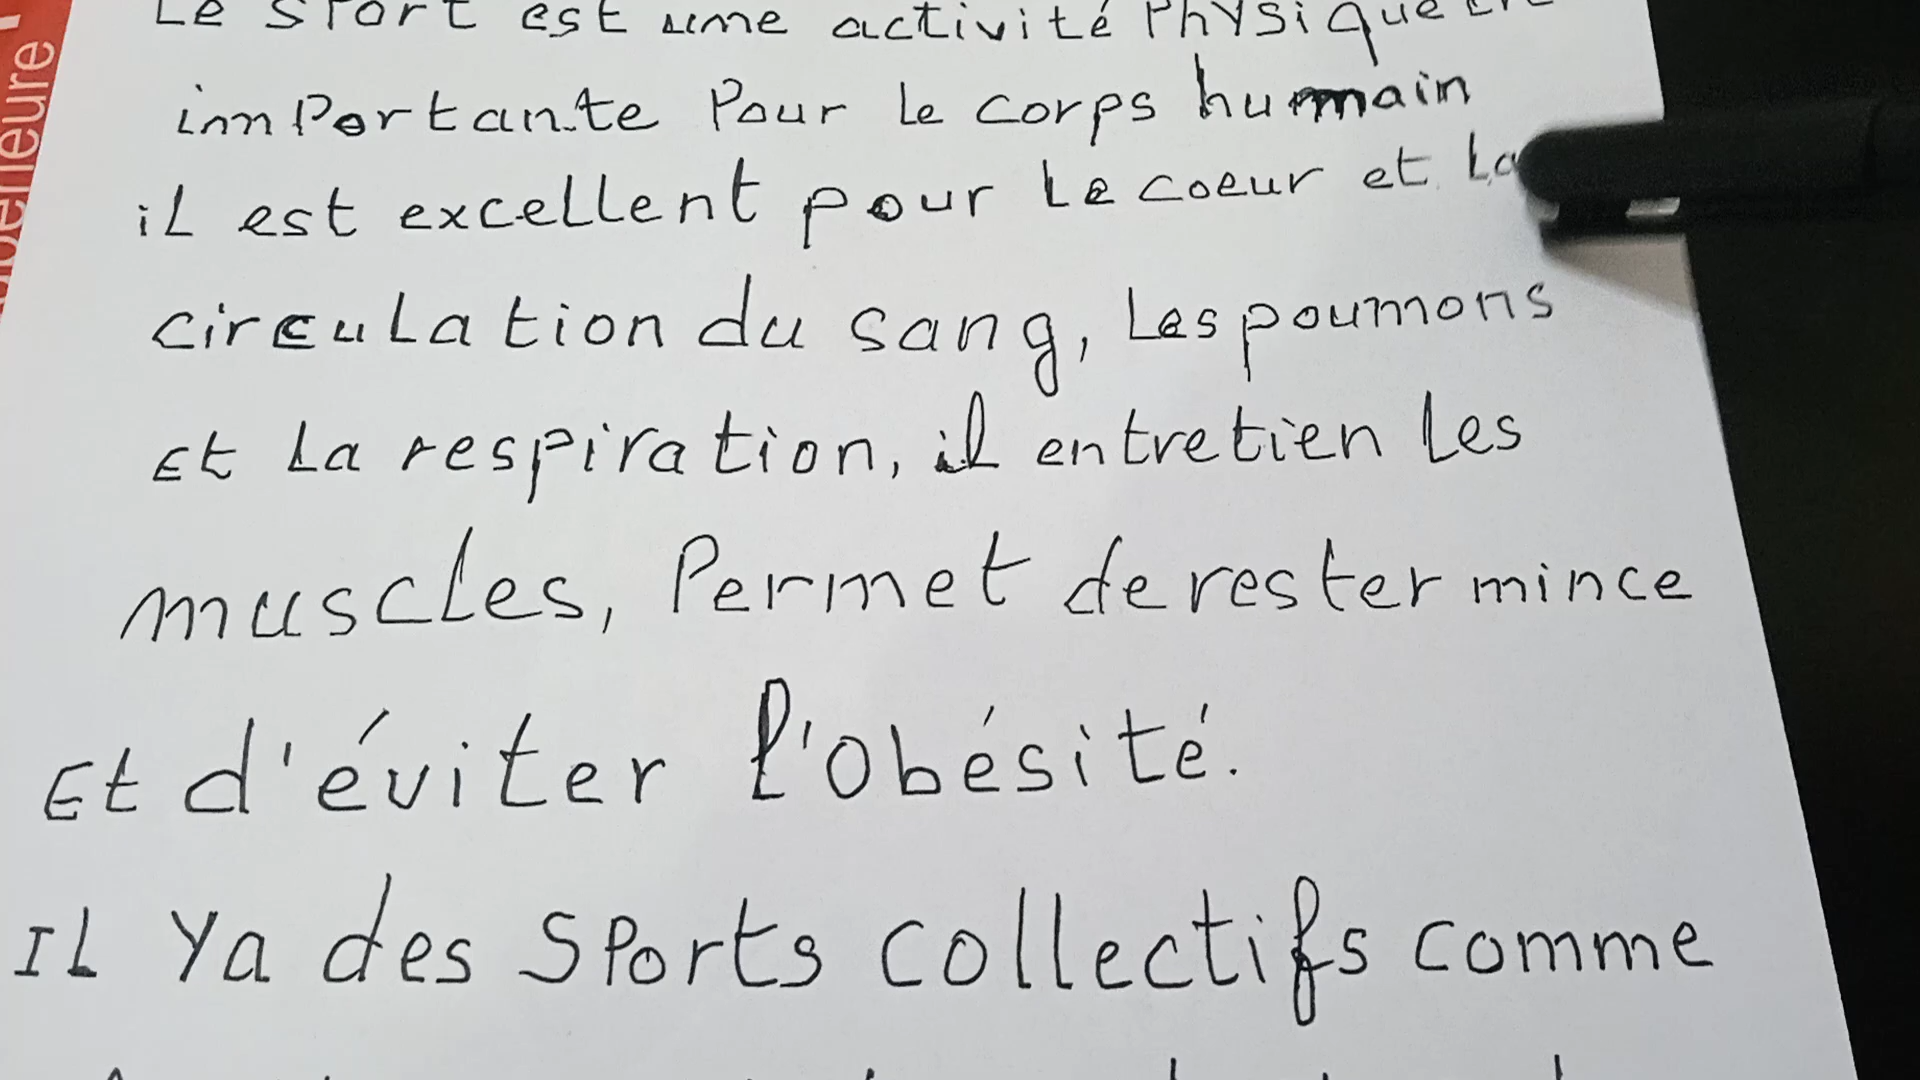 Le sport est une activité Physique
importante Pour le corps humain
il est excellent pour le coeur et la
circulation du sang, les poumons
Et la respiration, il entretien les
muscles, Permet de rester mince
Et d'éviter l'obésité.
Il Ya des Sports collectifs comme